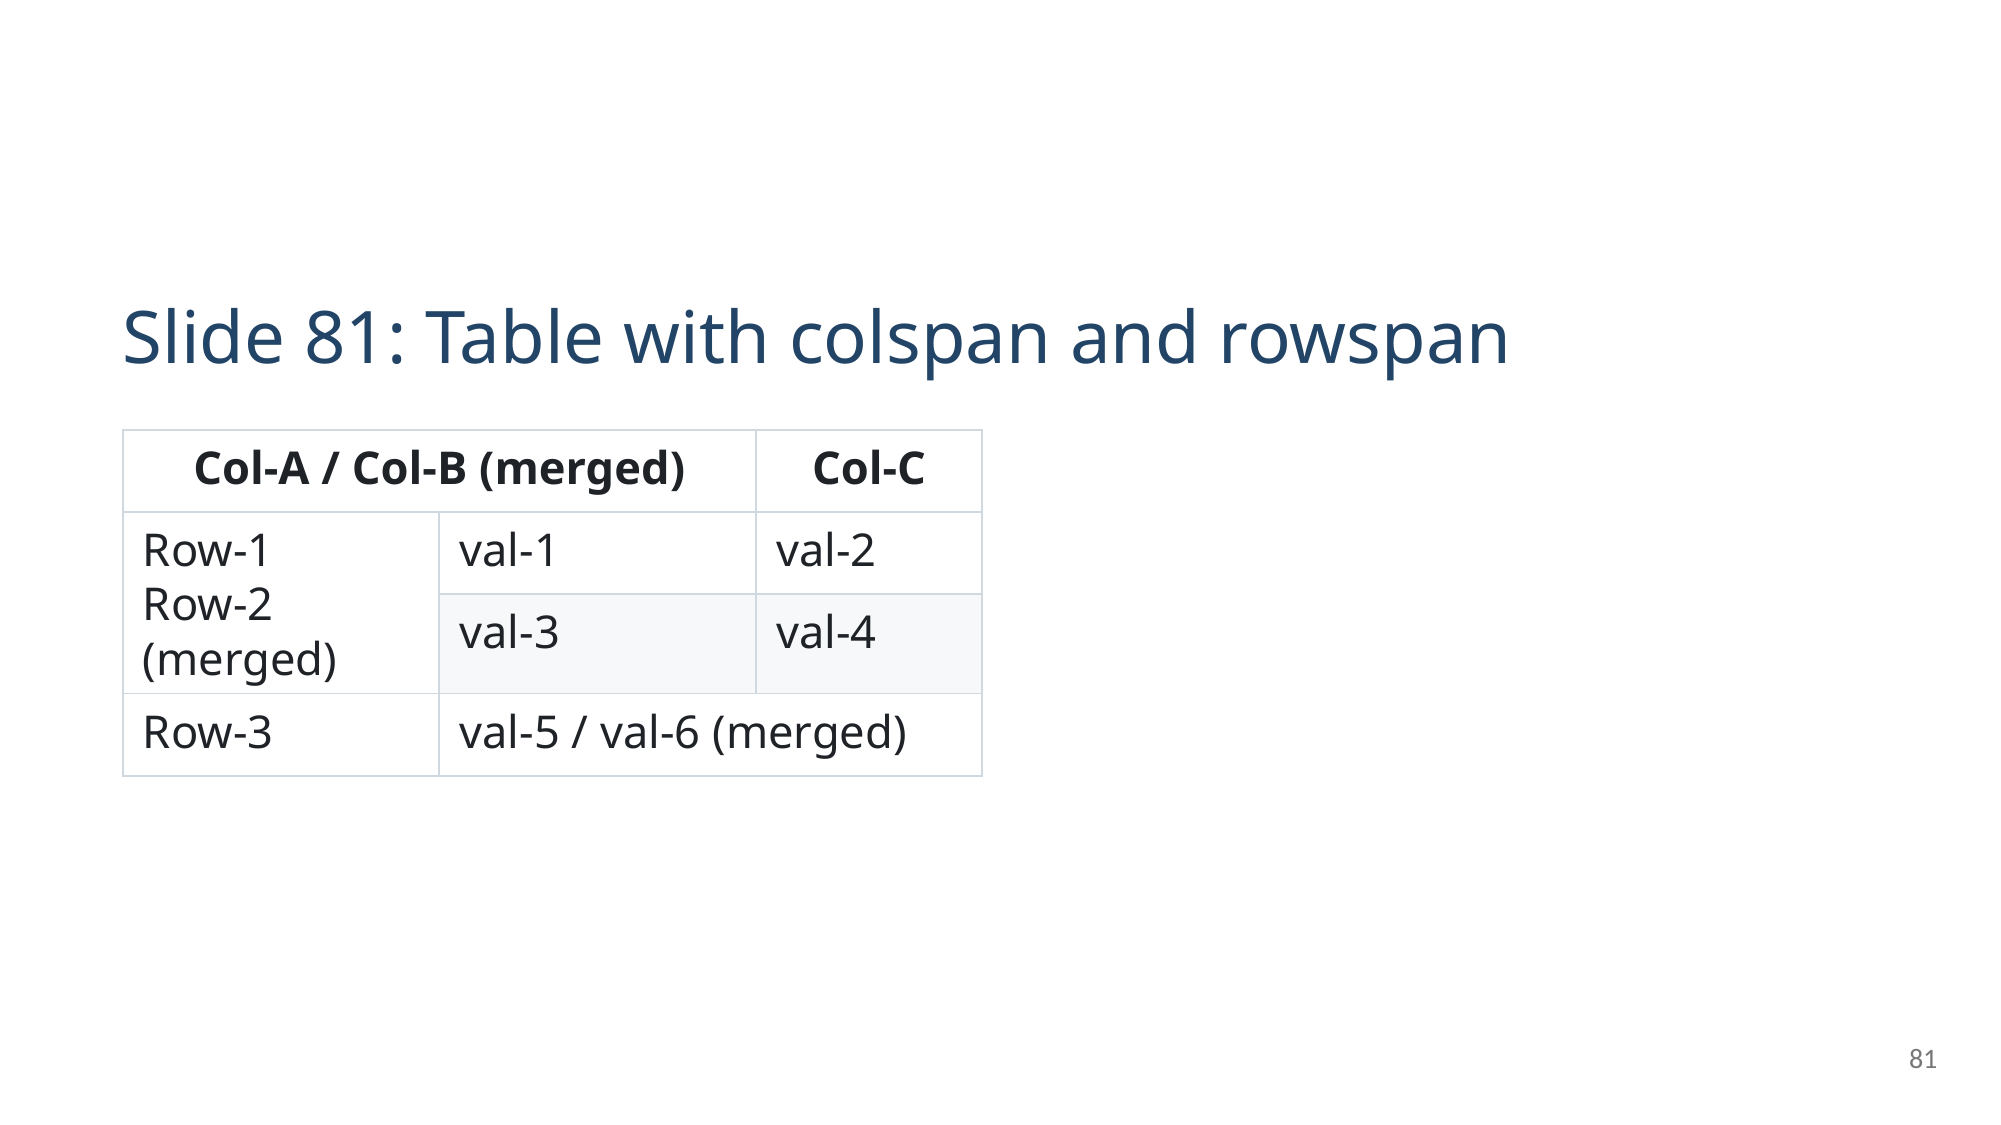 Slide 81: Table with colspan and rowspan
Col-A / Col-B (merged) Col-C
Row-1 val-1 val-2
Row-2
(merged)
val-3 val-4
Row-3 val-5 / val-6 (merged)
81